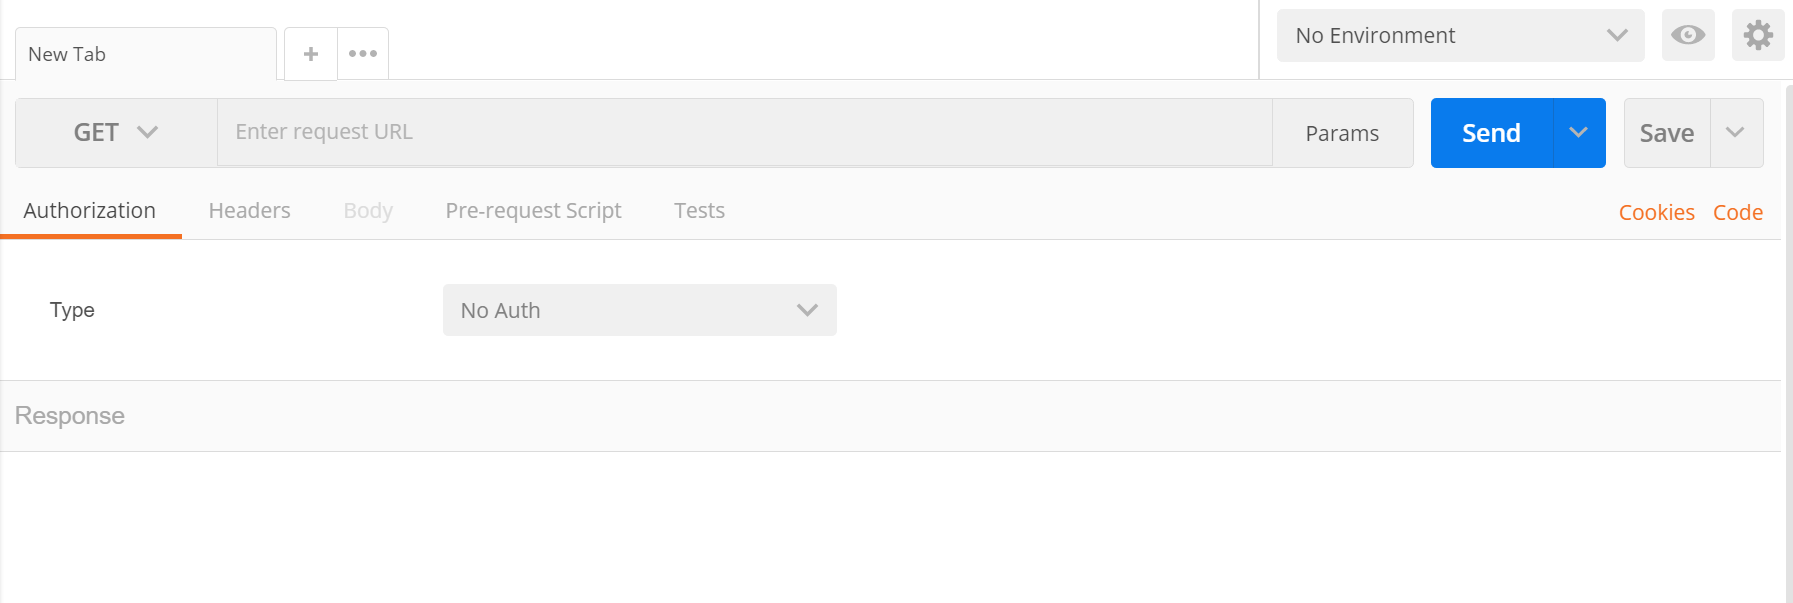 New Tab
No Environment
GET
Enter request URL
Params
Send
Save
Authorization
Headers
Body
Pre-request Script
Tests
Cookies
Code
Type
No Auth
Response